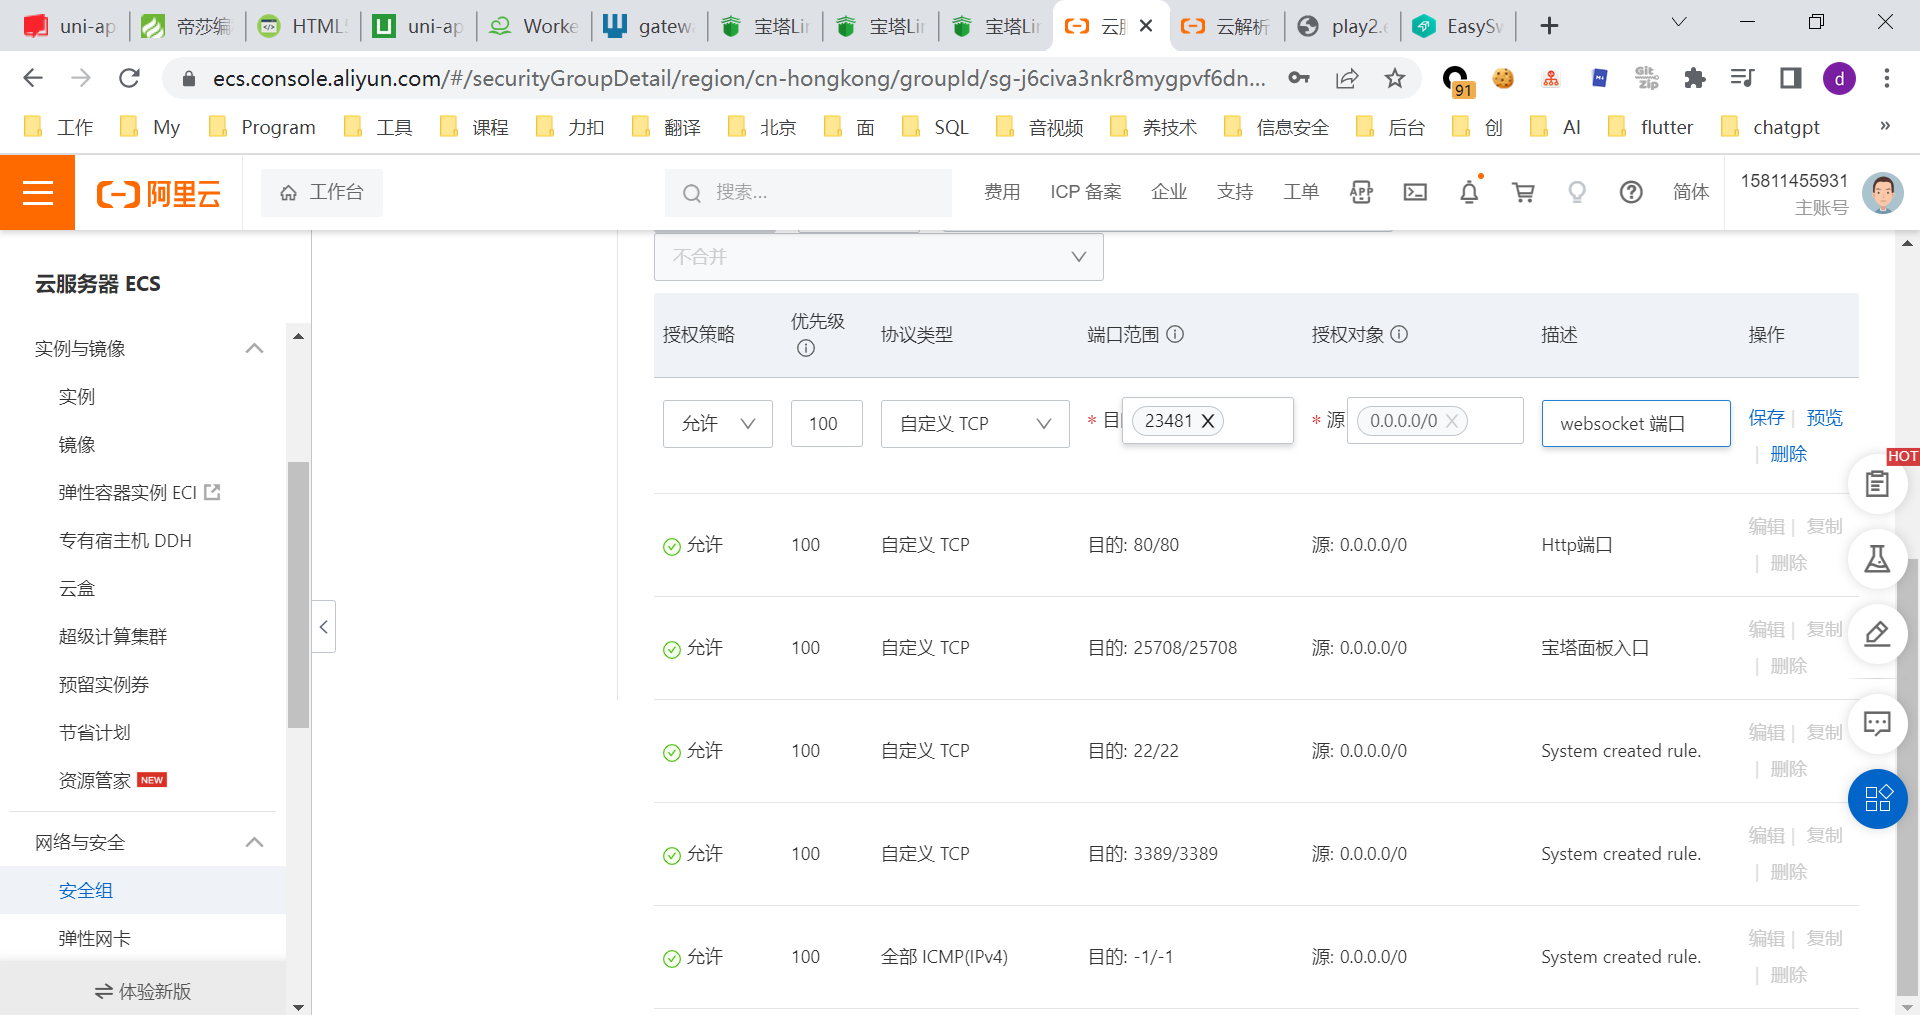 uni-ap
帝莎编
HTML5
uni-ap
Worke
gatewa
宝塔Lin
宝塔Lin
宝塔Lin
云服
云解析
play2.e
EasySw
ecs.console.aliyun.com/#/securityGroupDetail/region/cn-hongkong/groupId/sg-j6civa3nkr8mygpvf6dn...
91
Git zip
d
工作
My
Program
工具
课程
力扣
翻译
北京
面
SQL
音视频
养技术
信息安全
后台
创
AI
flutter
chatgpt
»
阿里云
工作台
搜索...
费用
ICP 备案
企业
支持
工单
APP
简体
15811455931
主账号
云服务器 ECS
实例与镜像
实例
镜像
弹性容器实例 ECI
专有宿主机 DDH
云盒
超级计算集群
预留实例券
节省计划
资源管家 NEW
网络与安全
安全组
弹性网卡
体验新版
不合并
授权策略 优先级 协议类型 端口范围 授权对象 描述 操作
允许 100 自定义 TCP * 目 23481 * 源 0.0.0.0/0 websocket 端口 保存 | 预览
| 删除
HOT
允许 100 自定义 TCP 目的: 80/80 源: 0.0.0.0/0 Http端口 编辑 | 复制
| 删除
允许 100 自定义 TCP 目的: 25708/25708 源: 0.0.0.0/0 宝塔面板入口 编辑 | 复制
| 删除
允许 100 自定义 TCP 目的: 22/22 源: 0.0.0.0/0 System created rule. 编辑 | 复制
| 删除
允许 100 自定义 TCP 目的: 3389/3389 源: 0.0.0.0/0 System created rule. 编辑 | 复制
| 删除
允许 100 全部 ICMP(IPv4) 目的: -1/-1 源: 0.0.0.0/0 System created rule. 编辑 | 复制
| 删除